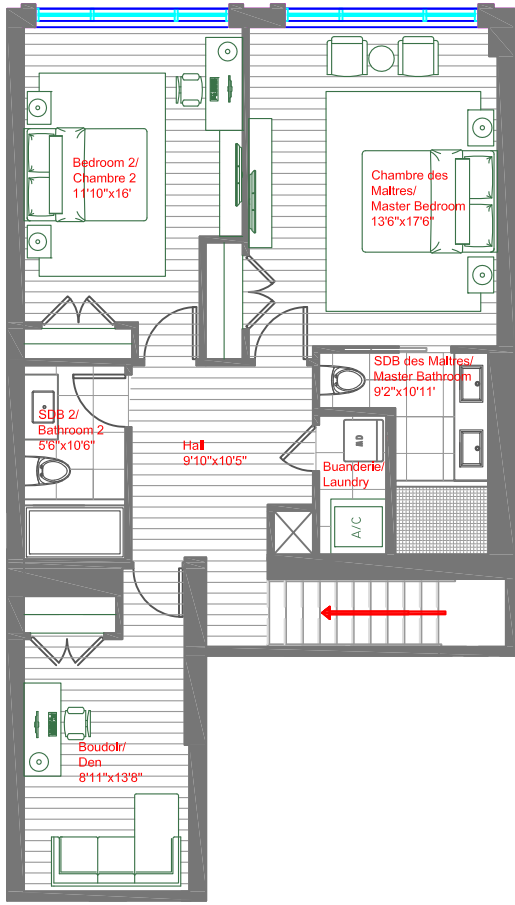 Bedroom 2/
Chambre 2
11'10"x16'
Chambre des
Maîtres/
Master Bedroom
13'6"x17'6"
SDB des Maîtres/
Master Bathroom
9'2"x10'11'
SDB 2/
Bathroom 2
5'6"x10'6"
Hall
9'10"x10'5"
Buanderie/
Laundry
A/C
Boudoir/
Den
8'11"x13'8"